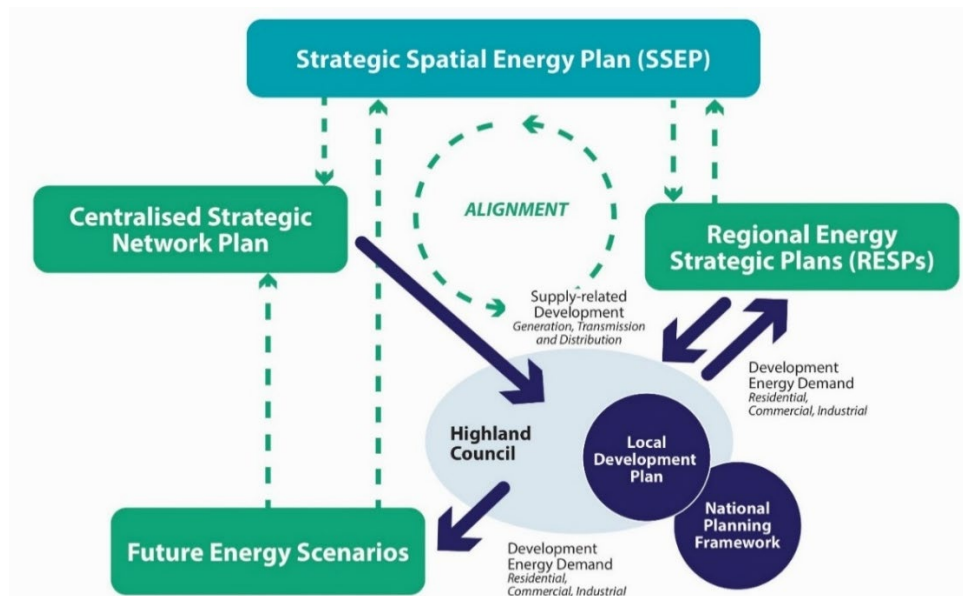 Strategic Spatial Energy Plan (SSEP)
Centralised Strategic
Network Plan
ALIGNMENT
Regional Energy
Strategic Plans (RESPs)
Supply-related
Development
Generation, Transmission
and Distribution
Development
Energy Demand
Residential,
Commercial, Industrial
Highland
Council
Local
Development
Plan
National
Planning
Framework
Future Energy Scenarios
Development
Energy Demand
Residential,
Commercial, Industrial